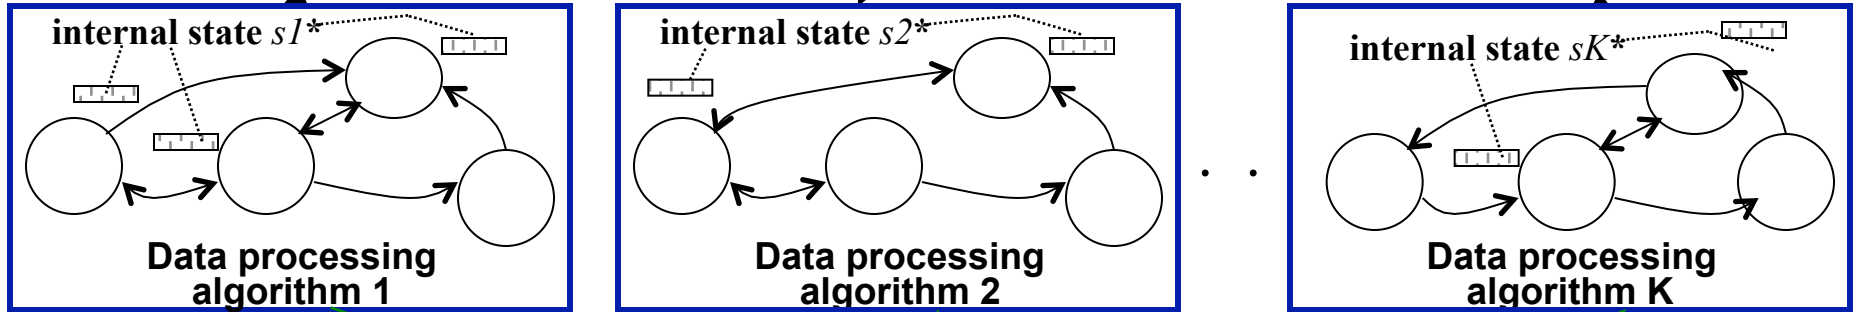 internal state s1*
Data processing
algorithm 1
internal state s2*
Data processing
algorithm 2
. .
internal state sK*
Data processing
algorithm K